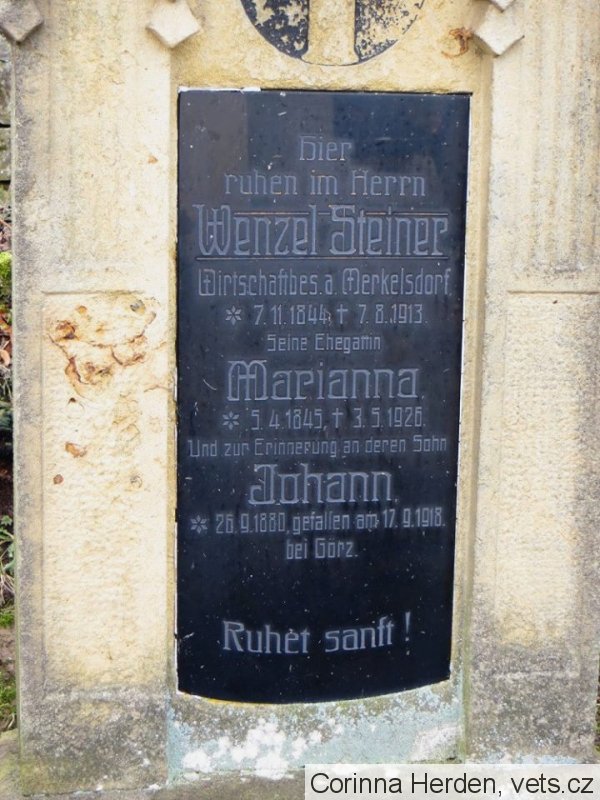 Hier
ruhen im Herrn
Wenzel Steiner
Wirtschaftbes. a. Merkelsdorf
* 7.11.1844, † 7.8.1913.
Seine Ehegattin
Marianna,
* 5.4.1845, † 3.5.1926.
Und zur Erinnerung an deren Sohn
Johann,
* 26.9.1880, gefallen am 17.9.1918.
bei Görz.
Ruhet sanft!
Corinna Herden, vets.cz